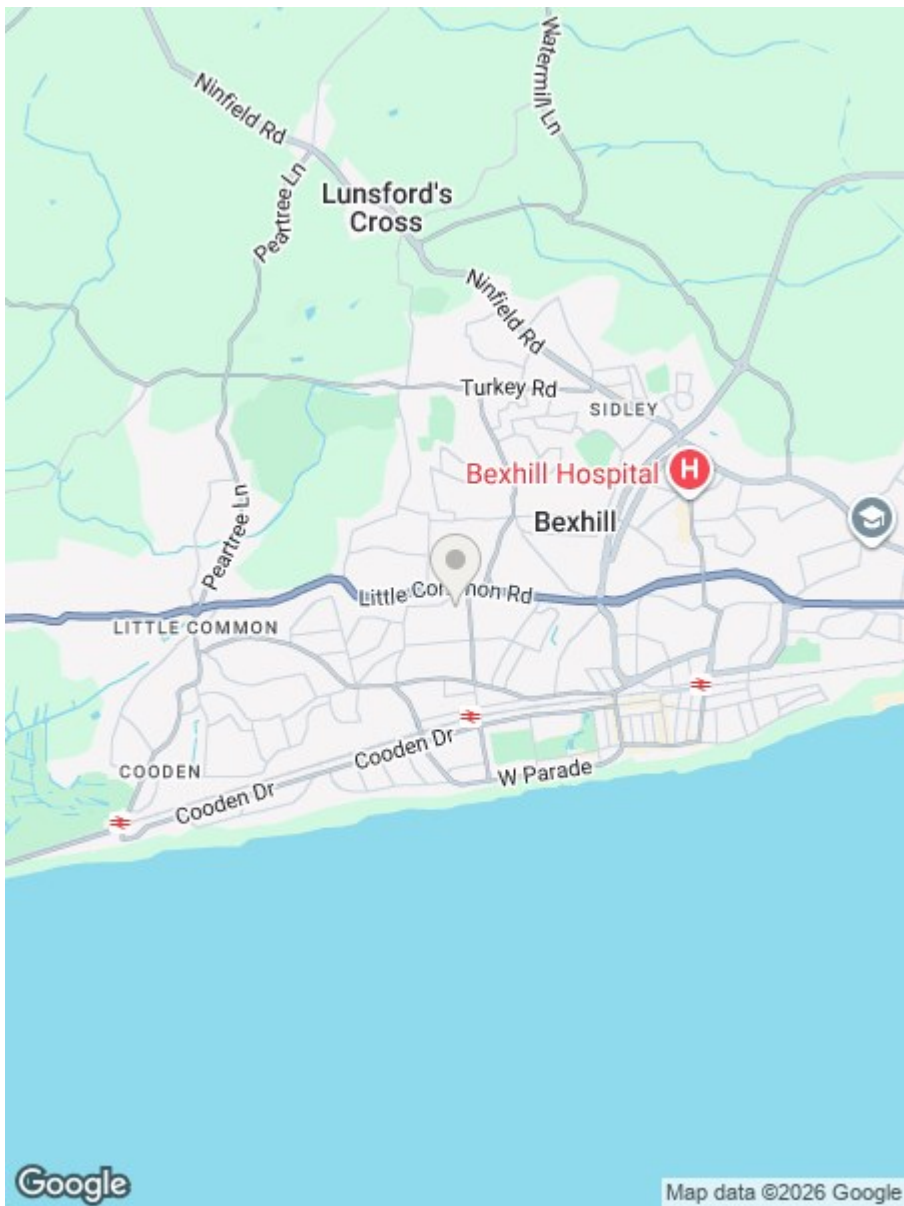 Watermill Ln
Ninfield Rd
Lunsford's
Cross
Peartree Ln
Ninfield Rd
Turkey Rd
SIDLEY
Bexhill Hospital
H
Bexhill
Peartree Ln
Little Common Rd
LITTLE COMMON
Cooden Dr
COODEN
W Parade
Cooden Dr
Google
Map data ©2026 Google